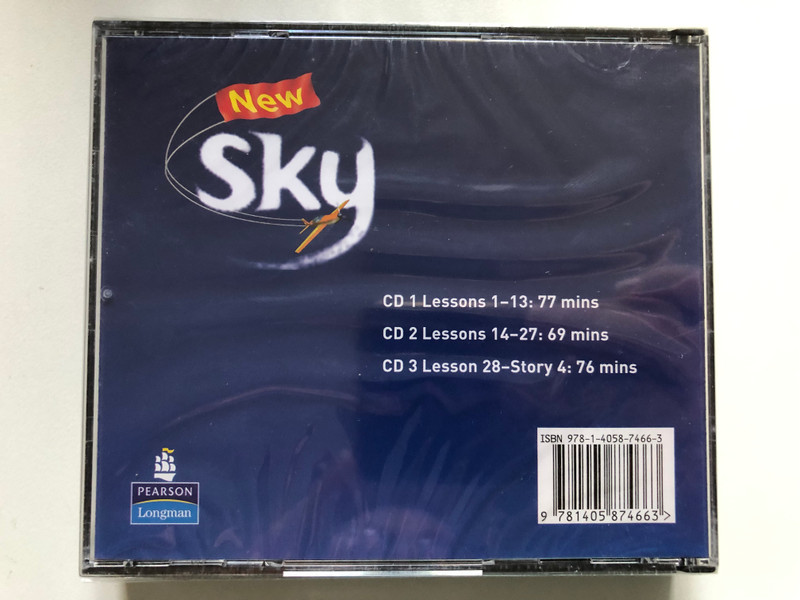 New
Sky
CD 1 Lessons 1–13: 77 mins
CD 2 Lessons 14–27: 69 mins
CD 3 Lesson 28–Story 4: 76 mins
ISBN 978-1-4058-7466-3
9 781405 874663 >
PEARSON
Longman